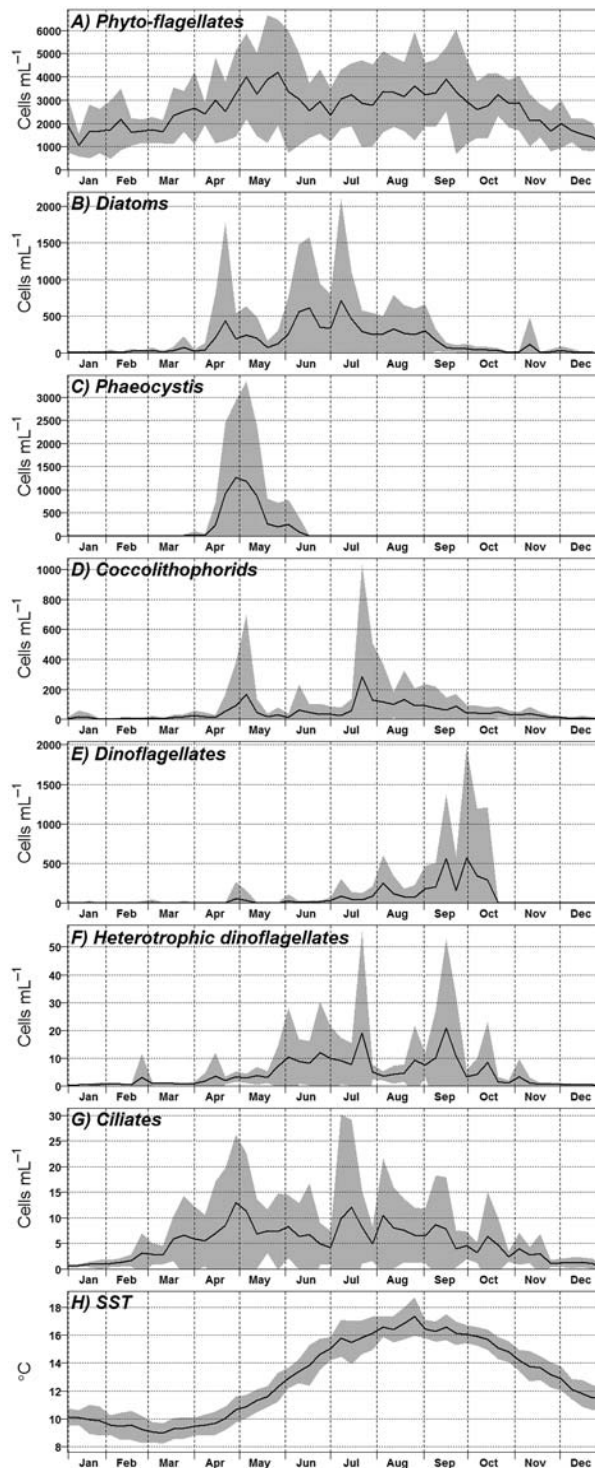 A) Phyto-flagellates
Cells mL⁻¹
6000
5000
4000
3000
2000
1000
0
Jan Feb Mar Apr May Jun Jul Aug Sep Oct Nov Dec
B) Diatoms
Cells mL⁻¹
2000
1500
1000
500
0
Jan Feb Mar Apr May Jun Jul Aug Sep Oct Nov Dec
C) Phaeocystis
Cells mL⁻¹
3000
2500
2000
1500
1000
500
0
Jan Feb Mar Apr May Jun Jul Aug Sep Oct Nov Dec
D) Coccolithophorids
Cells mL⁻¹
1000
800
600
400
200
0
Jan Feb Mar Apr May Jun Jul Aug Sep Oct Nov Dec
E) Dinoflagellates
Cells mL⁻¹
2000
1500
1000
500
0
Jan Feb Mar Apr May Jun Jul Aug Sep Oct Nov Dec
F) Heterotrophic dinoflagellates
Cells mL⁻¹
50
40
30
20
10
0
Jan Feb Mar Apr May Jun Jul Aug Sep Oct Nov Dec
G) Ciliates
Cells mL⁻¹
30
25
20
15
10
5
0
Jan Feb Mar Apr May Jun Jul Aug Sep Oct Nov Dec
H) SST
°C
18
16
14
12
10
8
Jan Feb Mar Apr May Jun Jul Aug Sep Oct Nov Dec